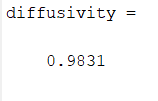 diffusivity =
0.9831